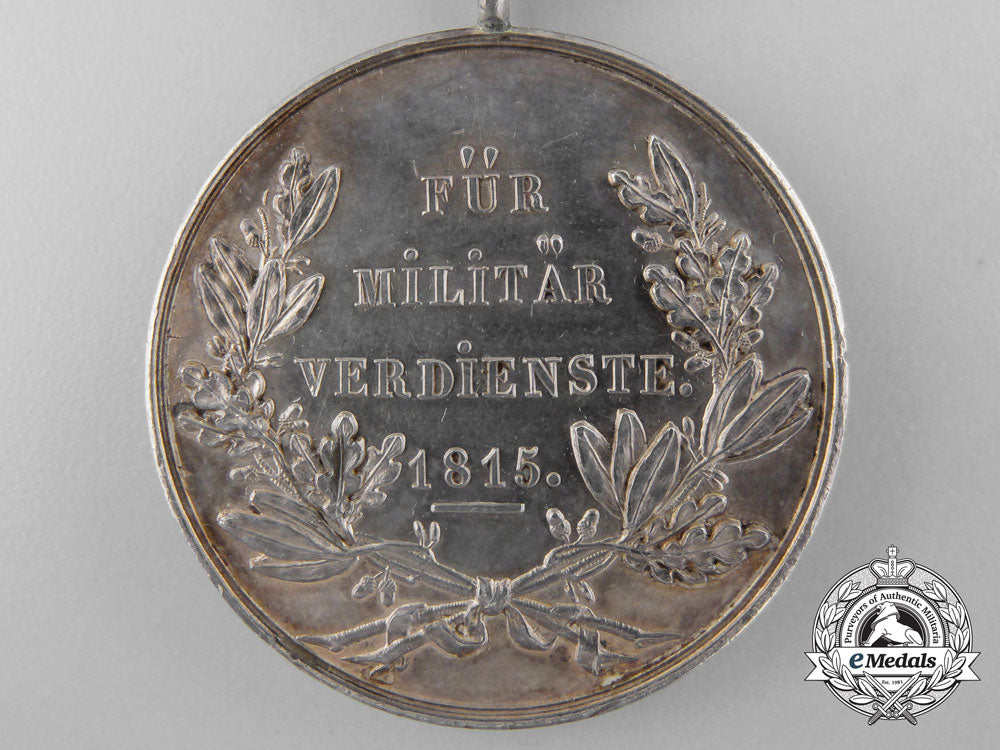 FÜR
MILITÄR
VERDIENSTE.
1815.
Purveyors of Authentic Militaria
eMedals
Est. 1981